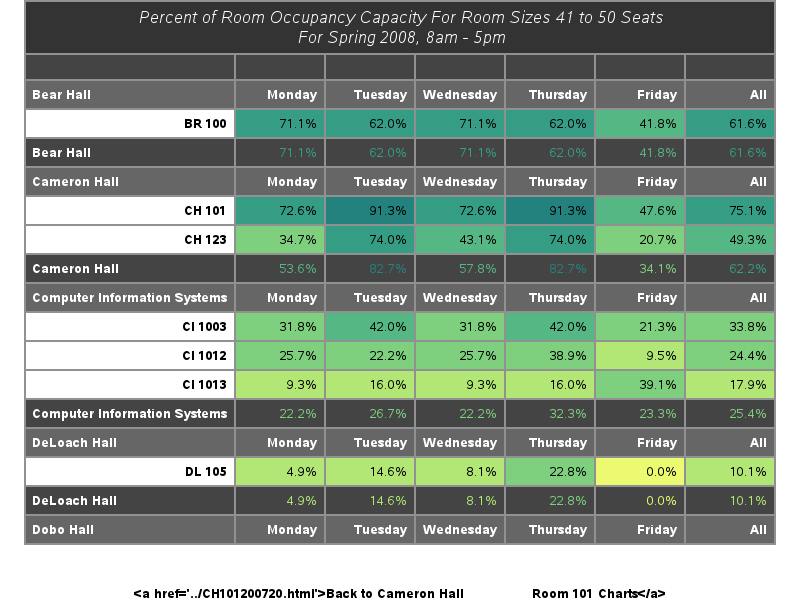 Percent of Room Occupancy Capacity For Room Sizes 41 to 50 Seats
For Spring 2008, 8am - 5pm
Bear Hall Monday Tuesday Wednesday Thursday Friday All
BR 100 71.1% 62.0% 71.1% 62.0% 41.8% 61.6%
Bear Hall 71.1% 62.0% 71.1% 62.0% 41.8% 61.6%
Cameron Hall Monday Tuesday Wednesday Thursday Friday All
CH 101 72.6% 91.3% 72.6% 91.3% 47.6% 75.1%
CH 123 34.7% 74.0% 43.1% 74.0% 20.7% 49.3%
Cameron Hall 53.6% 82.7% 57.8% 82.7% 34.1% 62.2%
Computer Information Systems Monday Tuesday Wednesday Thursday Friday All
CI 1003 31.8% 42.0% 31.8% 42.0% 21.3% 33.8%
CI 1012 25.7% 22.2% 25.7% 38.9% 9.5% 24.4%
CI 1013 9.3% 16.0% 9.3% 16.0% 39.1% 17.9%
Computer Information Systems 22.2% 26.7% 22.2% 32.3% 23.3% 25.4%
DeLoach Hall Monday Tuesday Wednesday Thursday Friday All
DL 105 4.9% 14.6% 8.1% 22.8% 0.0% 10.1%
DeLoach Hall 4.9% 14.6% 8.1% 22.8% 0.0% 10.1%
Dobo Hall Monday Tuesday Wednesday Thursday Friday All
<a href='../CH101200720.html'>Back to Cameron Hall Room 101 Charts</a>